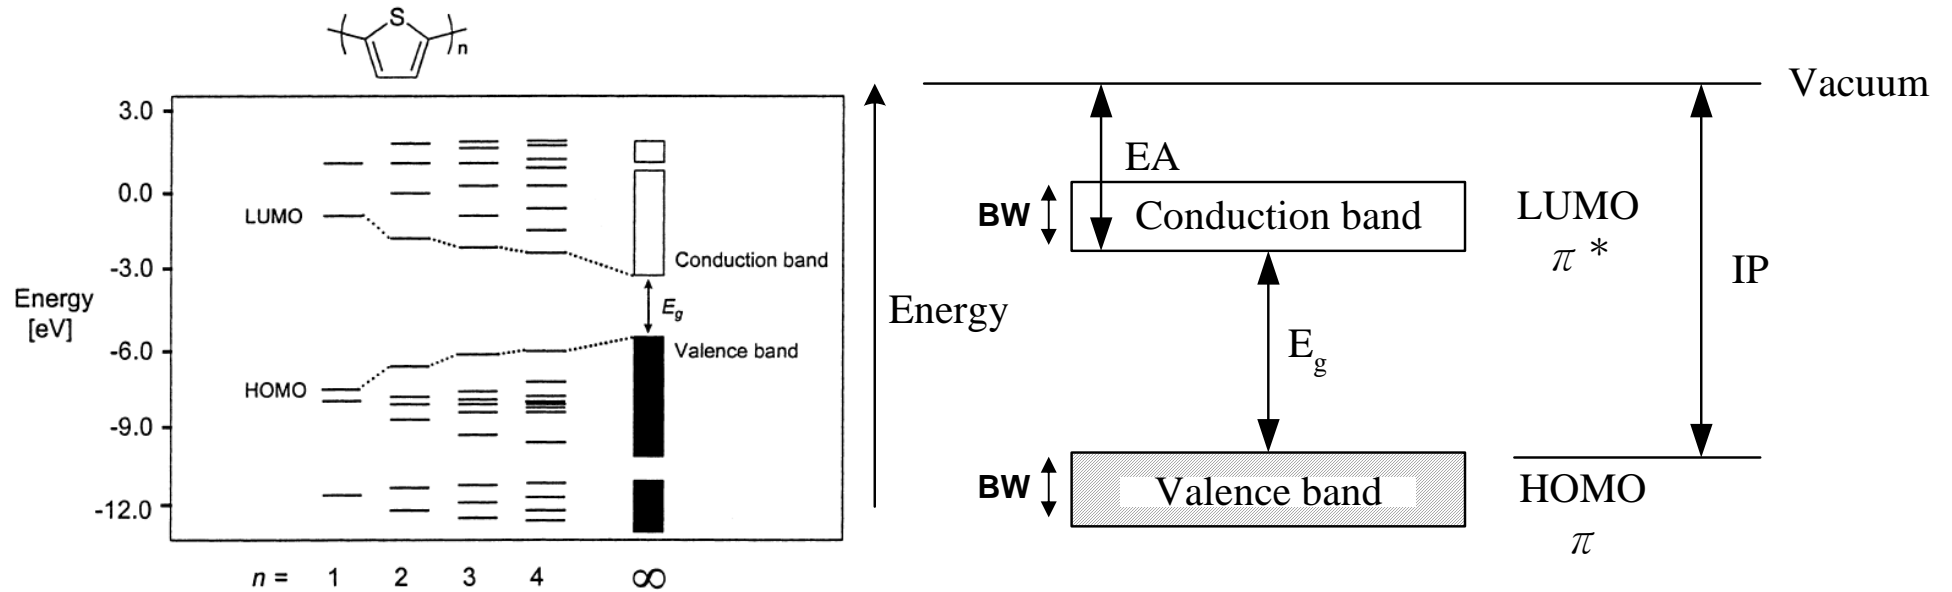 S
n
3.0
0.0
-3.0
-6.0
-9.0
-12.0
Energy
[eV]
LUMO
HOMO
Conduction band
E_g
Valence band
n = 1 2 3 4 ∞
Energy
Vacuum
EA
BW
Conduction band
LUMO
π *
IP
E_g
BW
Valence band
HOMO
π